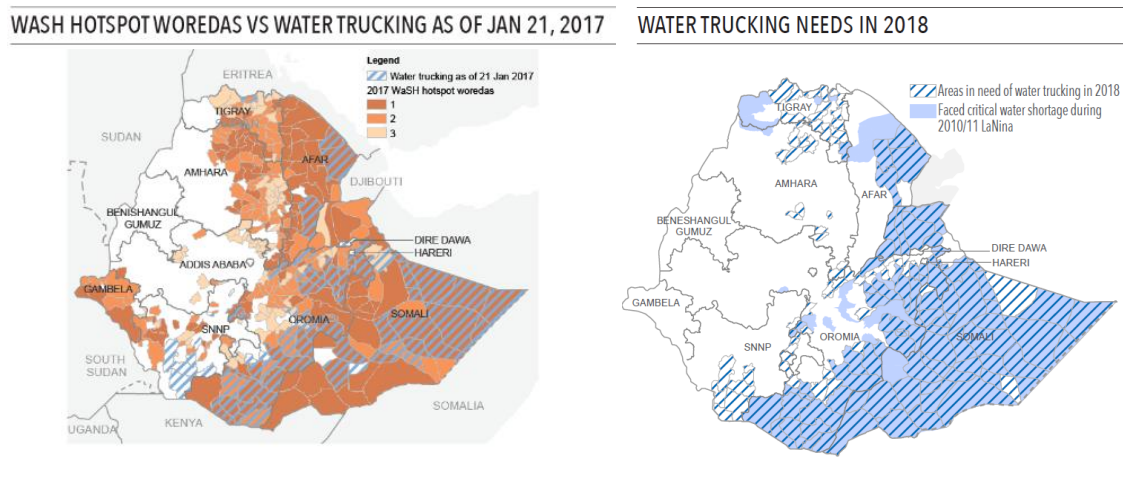 WASH HOTSPOT WOREDAS VS WATER TRUCKING AS OF JAN 21, 2017
Legend
Water trucking as of 21 Jan 2017
2017 WaSH hotspot woredas
1
2
3
ERITREA
TIGRAY
SUDAN
AFAR
AMHARA
DJIBOUTI
BENISHANGUL
GUMUZ
DIRE DAWA
HARERI
ADDIS ABABA
GAMBELA
SOMALI
OROMIA
SNNP
SOUTH
SUDAN
SOMALIA
KENYA
UGANDA
WATER TRUCKING NEEDS IN 2018
Areas in need of water trucking in 2018
Faced critical water shortage during
2010/11 LaNina
TIGRAY
AMHARA
AFAR
BENESHANGUL
GUMUZ
DIRE DAWA
HARERI
GAMBELA
OROMIA
SOMALI
SNNP